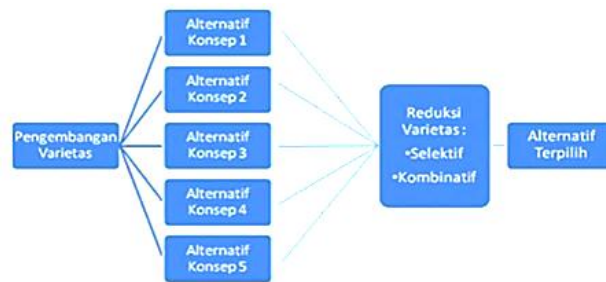 Pengembangan
Varietas
Alternatif
Konsep 1
Alternatif
Konsep 2
Alternatif
Konsep 3
Alternatif
Konsep 4
Alternatif
Konsep 5
Reduksi
Varietas :
•Selektif
•Kombinatif
Alternatif
Terpilih